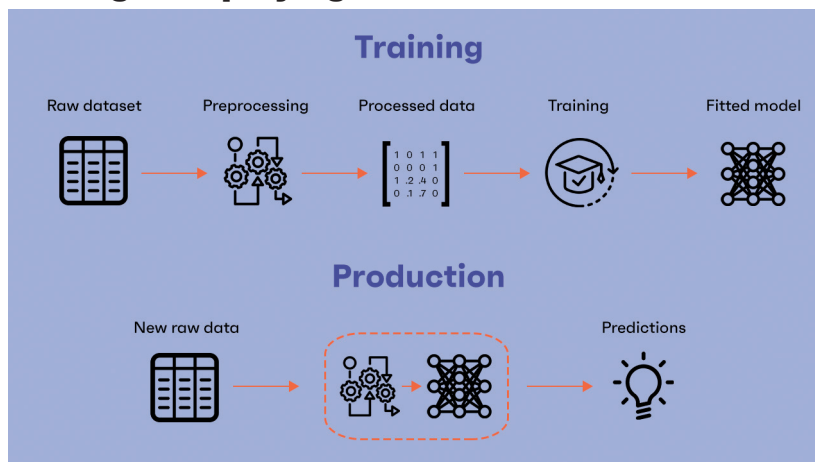 Training
Raw dataset Preprocessing Processed data Training Fitted model
1 0 1 1
0 0 0 1
1 .2 .4 0
0 .1 .7 0
Production
New raw data Predictions